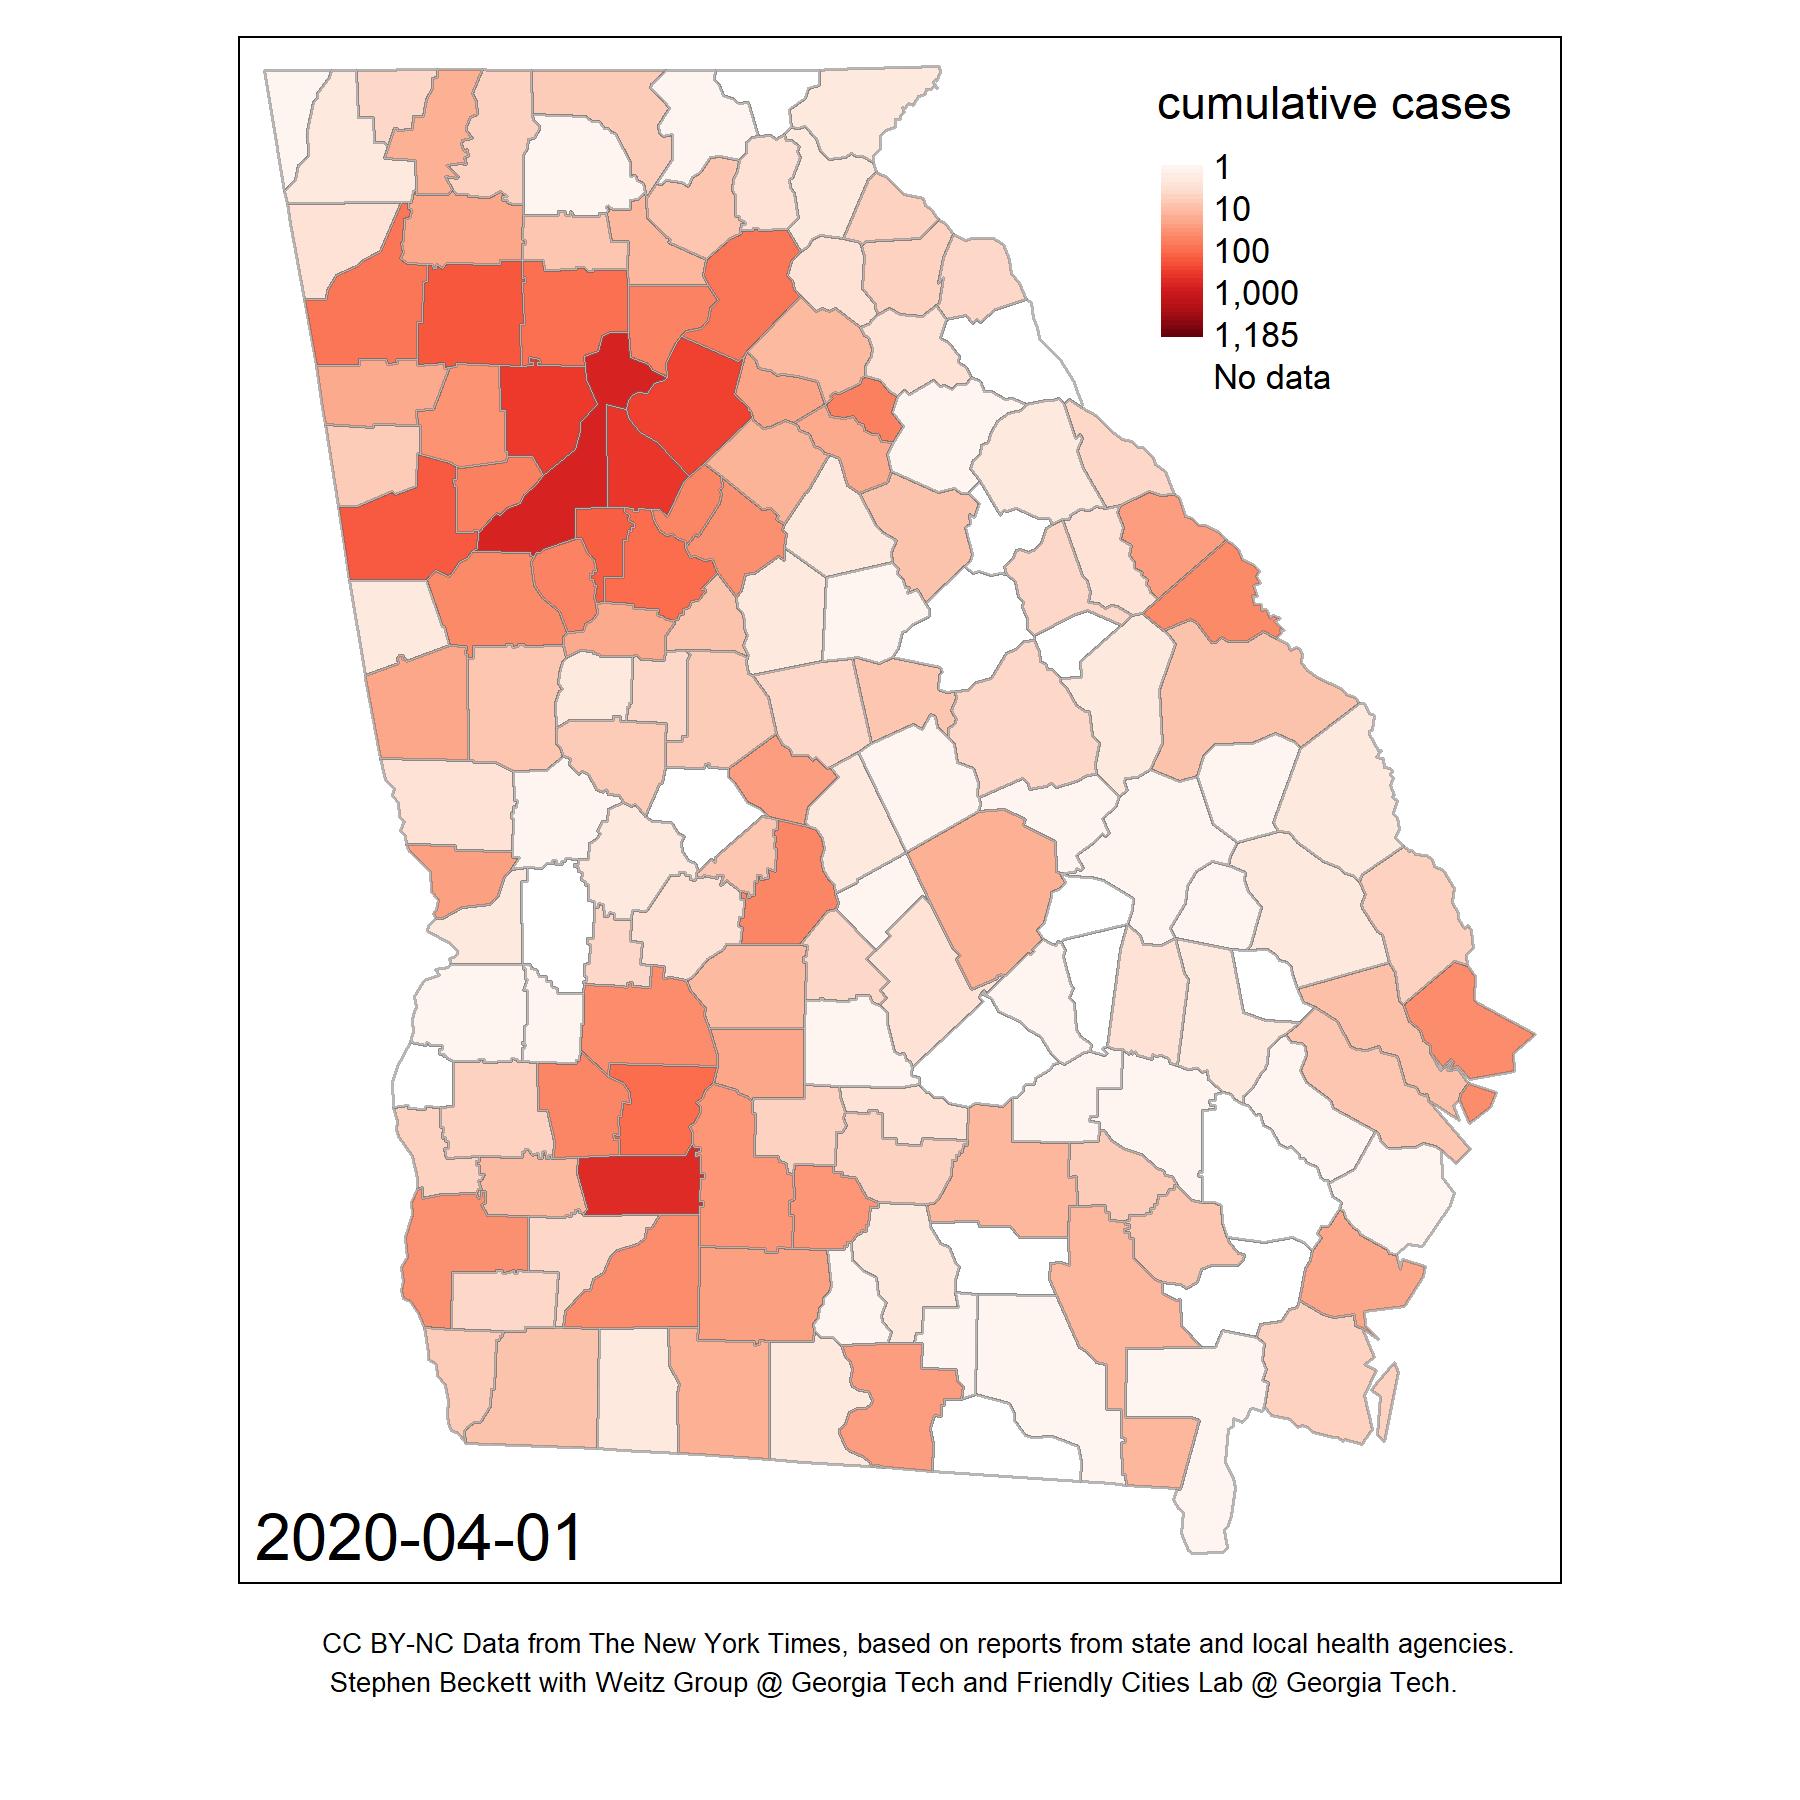 cumulative cases
1
10
100
1,000
1,185
No data
2020-04-01
CC BY-NC Data from The New York Times, based on reports from state and local health agencies.
Stephen Beckett with Weitz Group @ Georgia Tech and Friendly Cities Lab @ Georgia Tech.